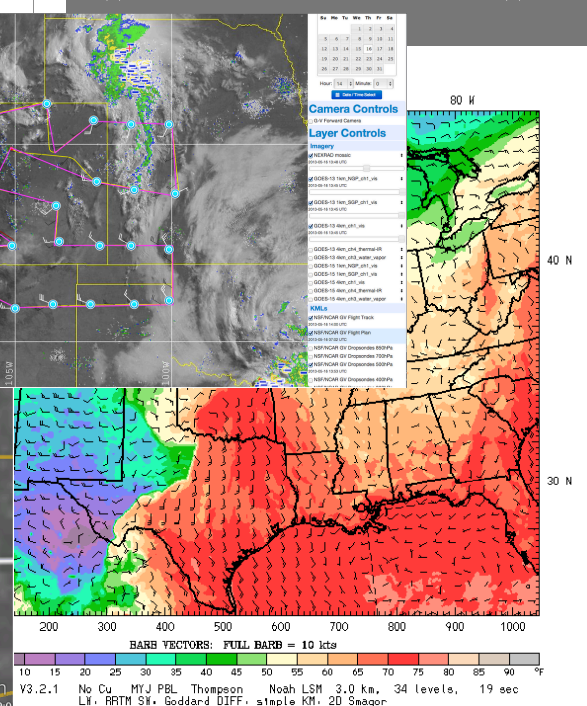 Su Mo Tu We Th Fr Sa
1 2 3 4
5 6 7 8 9 10 11
12 13 14 15 16 17 18
19 20 21 22 23 24 25
26 27 28 29 30 31
Hour: 14 Minute: 0
Date / Time Select
Camera Controls
G-V Forward Camera
Layer Controls
Imagery
NEXRAD mosaic
GOES-13 1km_NGP_ch1_vis
GOES-13 1km_SGP_ch1_vis
GOES-13 4km_ch1_vis
GOES-13 4km_ch4_thermal-IR
GOES-13 4km_ch3_water_vapor
GOES-15 1km_NGP_ch1_vis
GOES-15 1km_SGP_ch1_vis
GOES-15 4km_ch1_vis
GOES-15 4km_ch4_thermal-IR
GOES-15 4km_ch3_water_vapor
KMLs
NSF/NCAR GV Flight Track
NSF/NCAR GV Flight Plan
NSF/NCAR GV Dropsondes 850hPa
NSF/NCAR GV Dropsondes 700hPa
NSF/NCAR GV Dropsondes 500hPa
NSF/NCAR GV Dropsondes 400hPa
105W
100W
80 W
40 N
30 N
200 300 400 500 600 700 800 900 1000
BARB VECTORS: FULL BARB = 10 kts
10 15 20 25 30 35 40 45 50 55 60 65 70 75 80 85 90 °F
V3.2.1 No Cu MYJ PBL Thompson Noah LSM 3.0 km, 34 levels, 19 sec
LW: RRTM SW: Goddard DIFF: simple KM: 2D Smagor